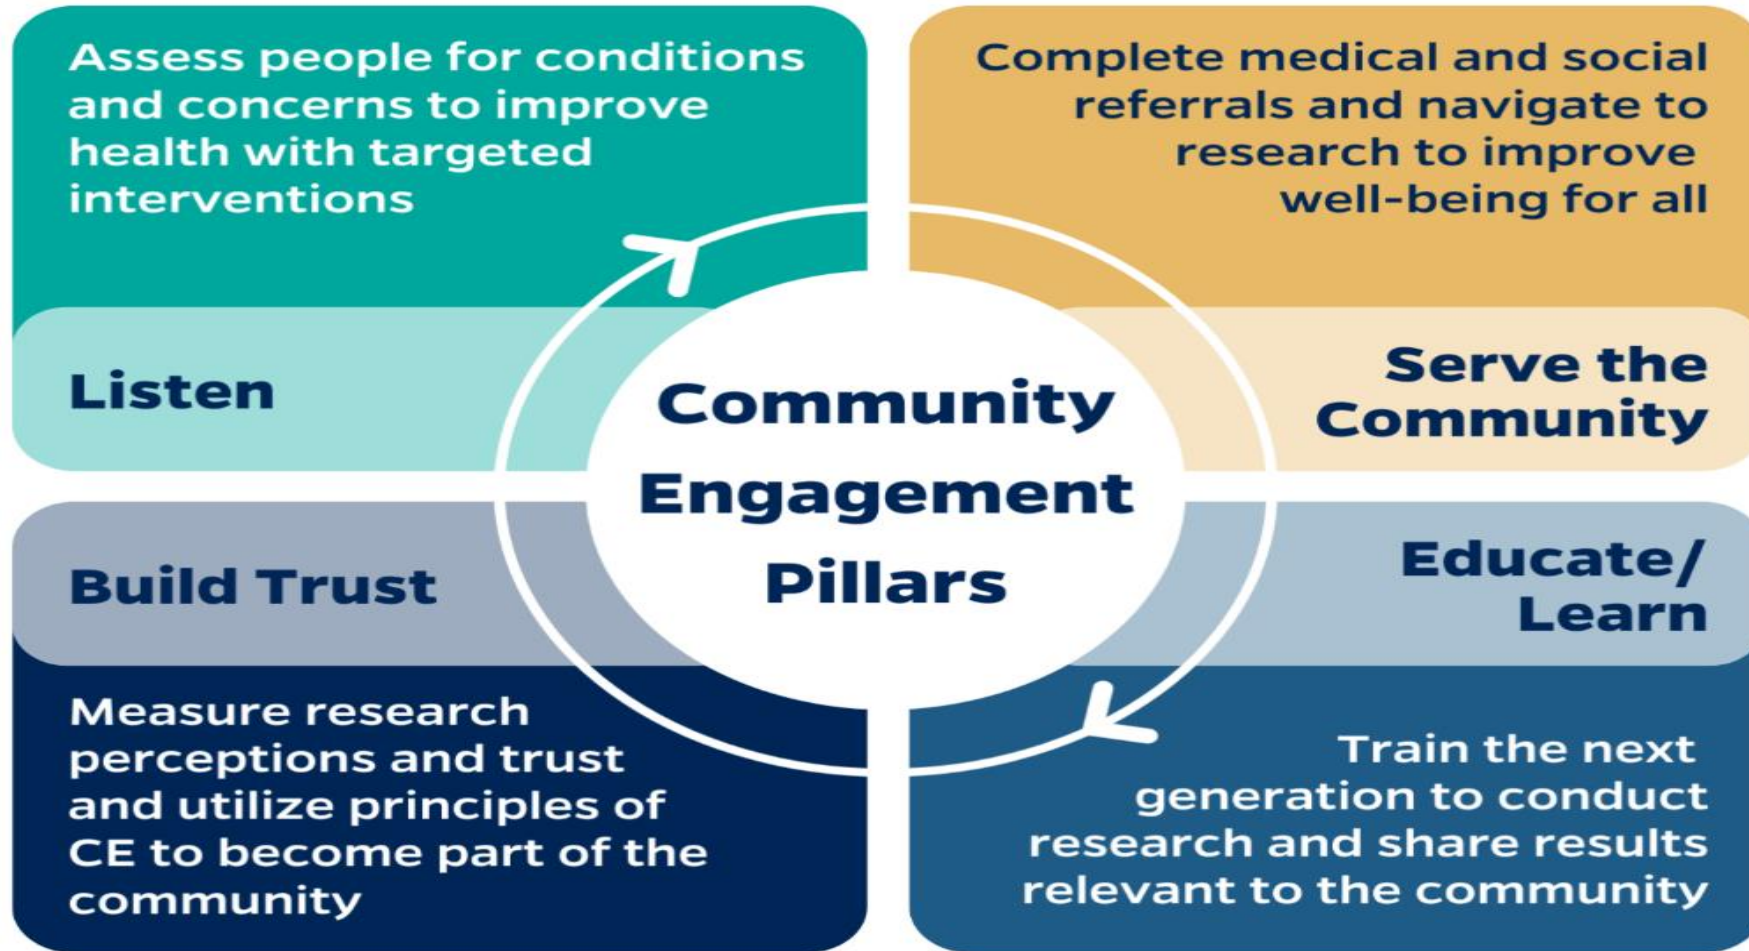 Assess people for conditions
and concerns to improve
health with targeted
interventions
Listen
Complete medical and social
referrals and navigate to
research to improve
well-being for all
Serve the
Community
Community
Engagement
Pillars
Build Trust
Measure research
perceptions and trust
and utilize principles of
CE to become part of the
community
Educate/
Learn
Train the next
generation to conduct
research and share results
relevant to the community